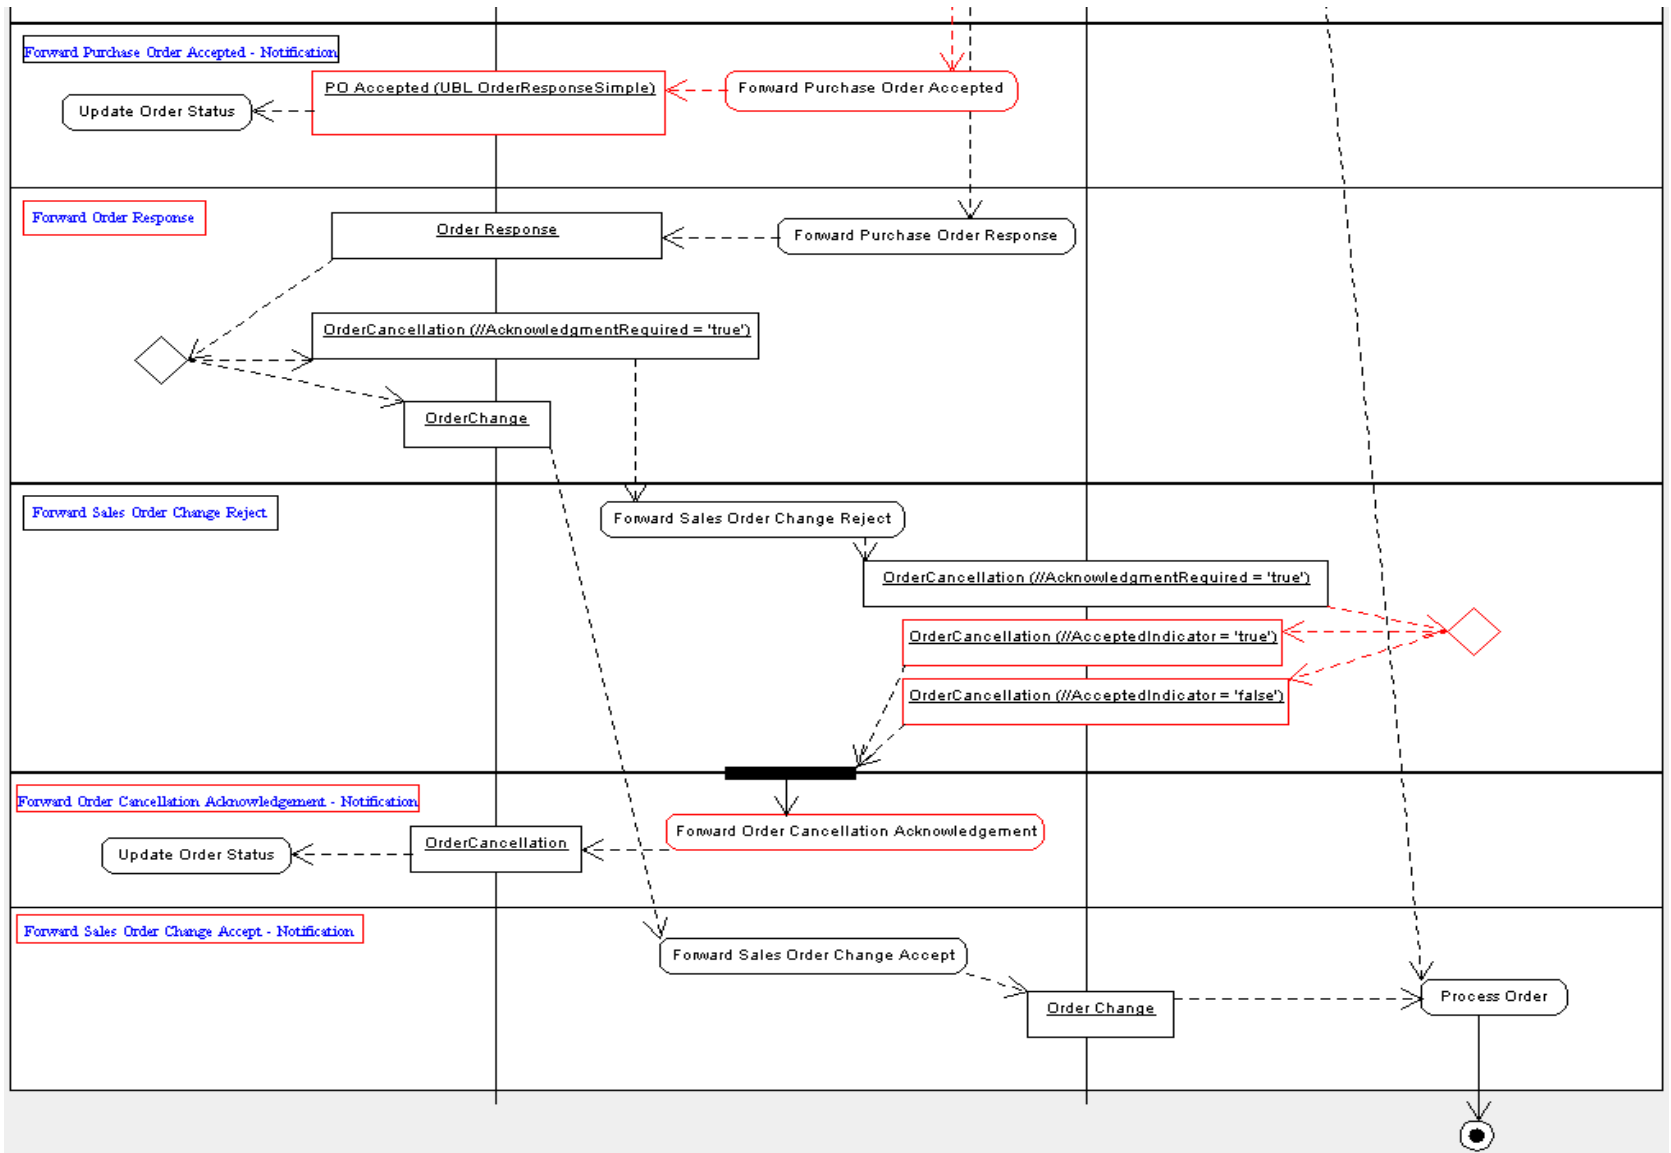 Forward Purchase Order Accepted - Notification
PO Accepted (UBL OrderResponseSimple)
Forward Purchase Order Accepted
Update Order Status
Forward Order Response
Order Response
Forward Purchase Order Response
OrderCancellation (//AcknowledgmentRequired = 'true')
OrderChange
Forward Sales Order Change Reject
Forward Sales Order Change Reject
OrderCancellation (//AcknowledgmentRequired = 'true')
OrderCancellation (//AcceptedIndicator = 'true')
OrderCancellation (//AcceptedIndicator = 'false')
Forward Order Cancellation Acknowledgement - Notification
Forward Order Cancellation Acknowledgement
OrderCancellation
Update Order Status
Forward Sales Order Change Accept - Notification
Forward Sales Order Change Accept
Order Change
Process Order